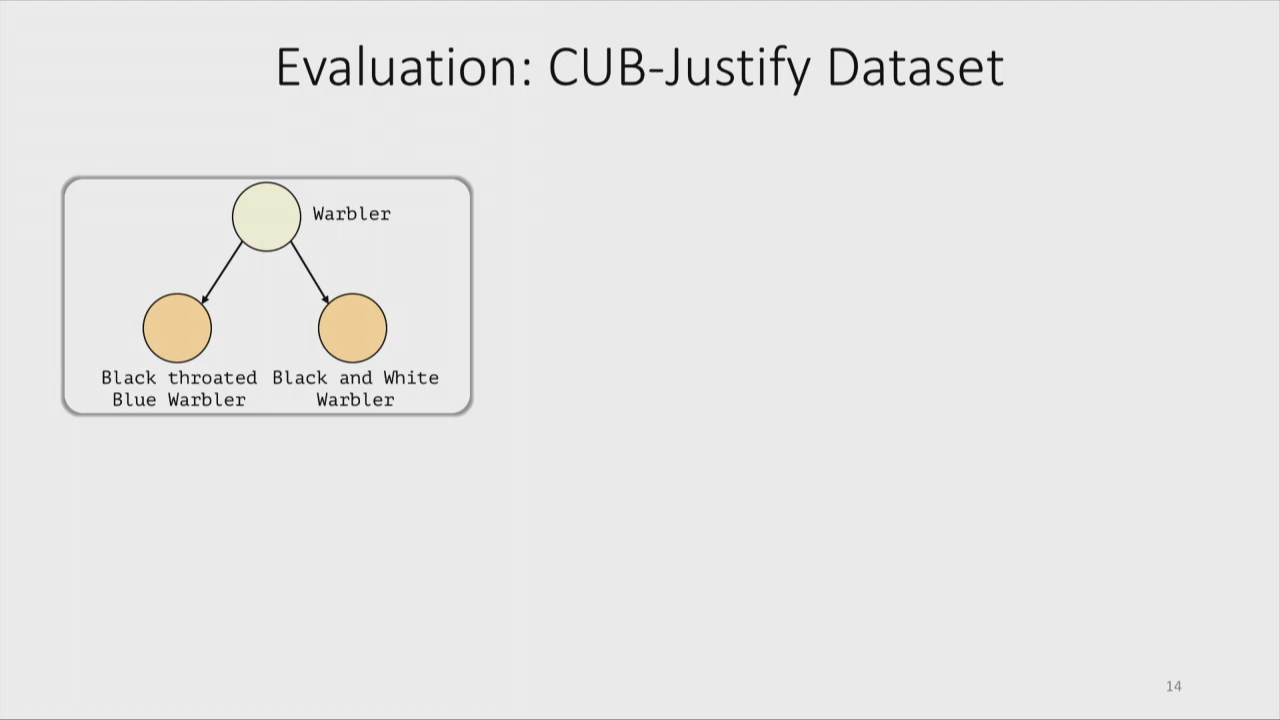 Evaluation: CUB-Justify Dataset
Warbler
Black throated
Blue Warbler
Black and White
Warbler
14